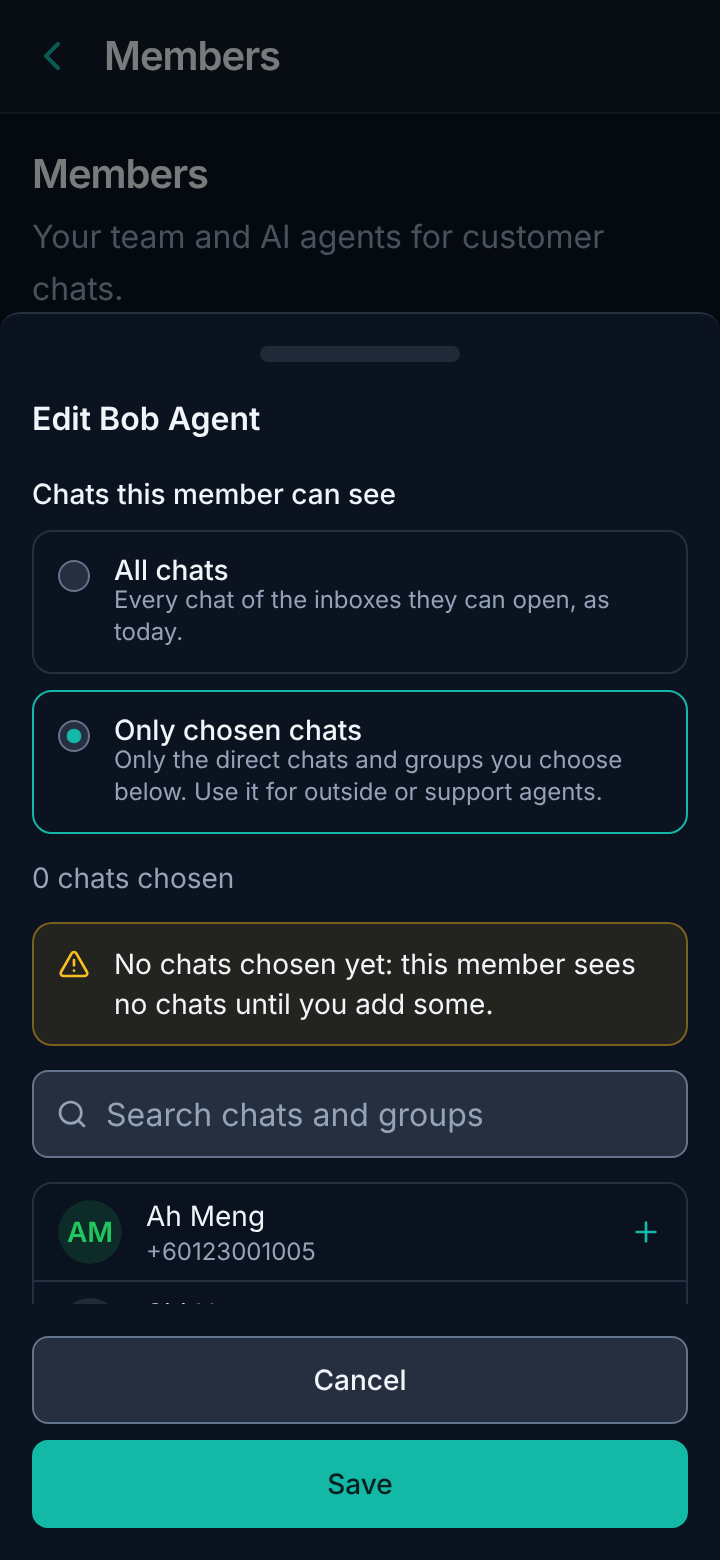 Members
Members
Your team and AI agents for customer
chats.
Edit Bob Agent
Chats this member can see
All chats
Every chat of the inboxes they can open, as
today.
Only chosen chats
Only the direct chats and groups you choose
below. Use it for outside or support agents.
0 chats chosen
No chats chosen yet: this member sees
no chats until you add some.
Search chats and groups
AM
Ah Meng
+60123001005
Cancel
Save